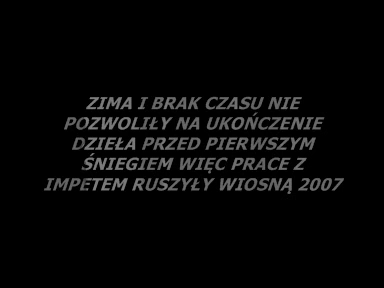 ZIMA I BRAK CZASU NIE
POZWOLIŁY NA UKOŃCZENIE
DZIEŁA PRZED PIERWSZYM
ŚNIEGIEM WIĘC PRACE Z
IMPETEM RUSZYŁY WIOSNĄ 2007